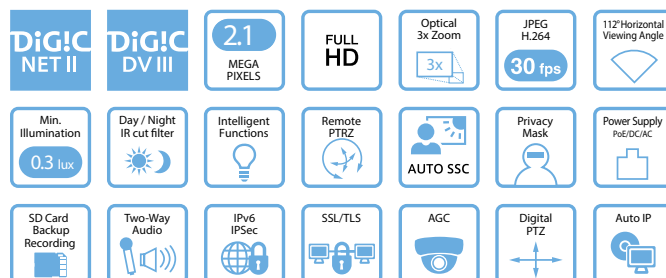 DiG!C
NET II
DiG!C
DV III
2.1
MEGA
PIXELS
FULL
HD
Optical
3x Zoom
3x
JPEG
H.264
30 fps
112° Horizontal
Viewing Angle
Min.
Illumination
0.3 lux
Day / Night
IR cut filter
Intelligent
Functions
Remote
PTRZ
AUTO SSC
Privacy
Mask
Power Supply
PoE/DC/AC
SD Card
Backup
Recording
Two-Way
Audio
IPv6
IPSec
SSL/TLS
AGC
Digital
PTZ
Auto IP